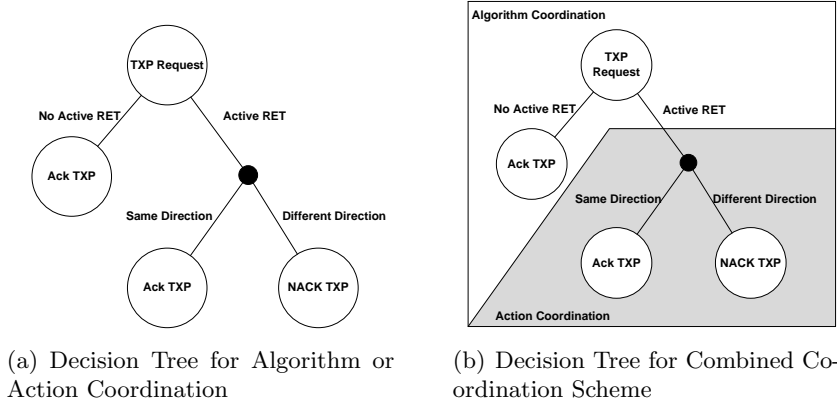 TXP Request
No Active RET
Active RET
Ack TXP
Same Direction
Different Direction
Ack TXP
NACK TXP
(a) Decision Tree for Algorithm or
Action Coordination
Algorithm Coordination
TXP
Request
No Active RET
Active RET
Ack TXP
Same Direction
Different Direction
Ack TXP
NACK TXP
Action Coordination
(b) Decision Tree for Combined Co-
ordination Scheme